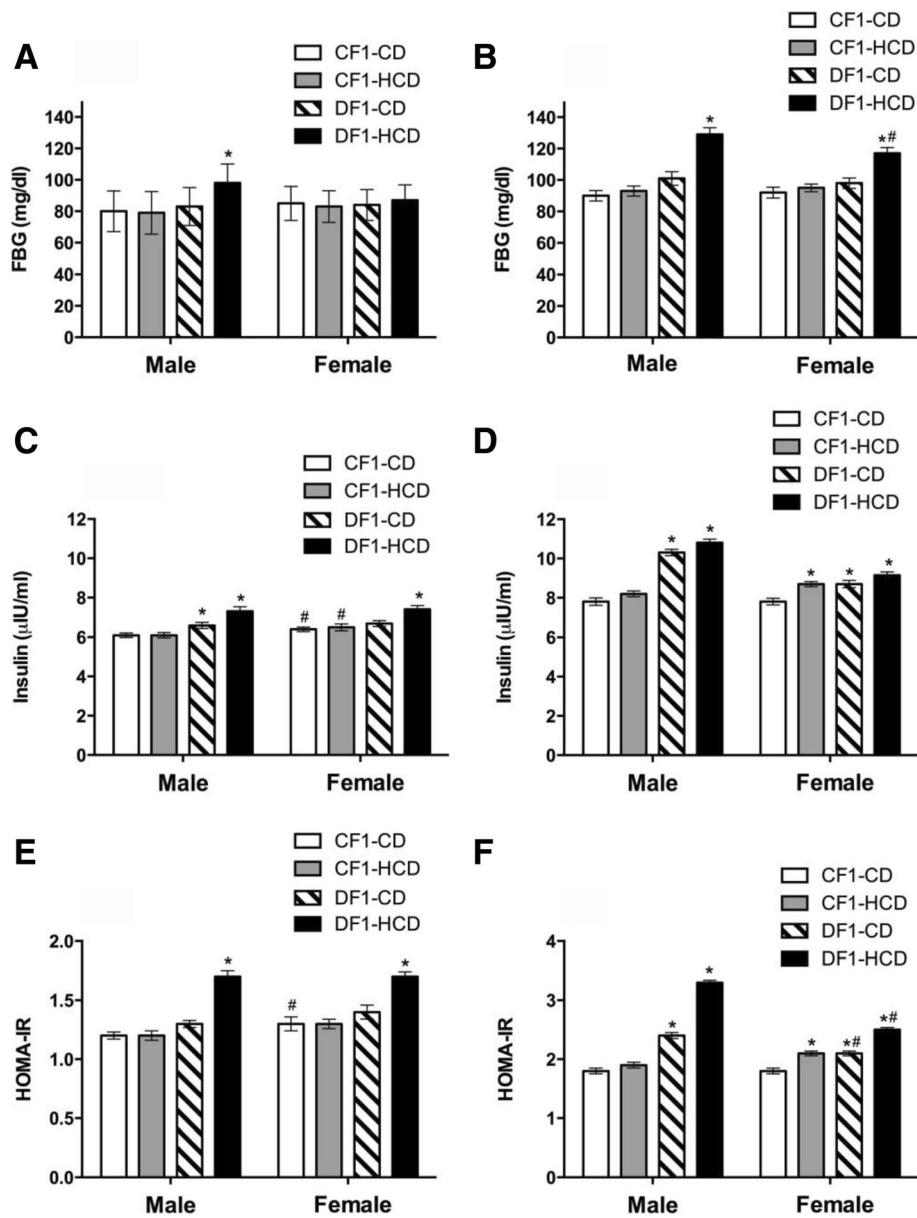 A
CF1-CD
CF1-HCD
DF1-CD
DF1-HCD
FBG (mg/dl)
140
120
100
80
60
40
20
0
*
Male
Female
B
CF1-CD
CF1-HCD
DF1-CD
DF1-HCD
FBG (mg/dl)
140
120
100
80
60
40
20
0
*
*#
Male
Female
C
CF1-CD
CF1-HCD
DF1-CD
DF1-HCD
Insulin (µIU/ml)
12
10
8
6
4
2
0
* * # # *
Male
Female
D
CF1-CD
CF1-HCD
DF1-CD
DF1-HCD
Insulin (µIU/ml)
12
10
8
6
4
2
0
* * * * *
Male
Female
E
CF1-CD
CF1-HCD
DF1-CD
DF1-HCD
HOMA-IR
2.0
1.5
1.0
0.5
0.0
* # *
Male
Female
F
CF1-CD
CF1-HCD
DF1-CD
DF1-HCD
HOMA-IR
4
3
2
1
0
* * * *# *#
Male
Female